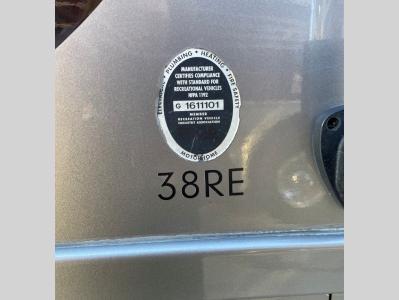 ELECTRICAL • PLUMBING • HEATING • FIRE SAFETY
MANUFACTURER
CERTIFIES COMPLIANCE
WITH STANDARD FOR
RECREATIONAL VEHICLES
NFPA 1192
G 1611101
MEMBER
RECREATION VEHICLE
INDUSTRY ASSOCIATION
MOTOR HOME
38RE